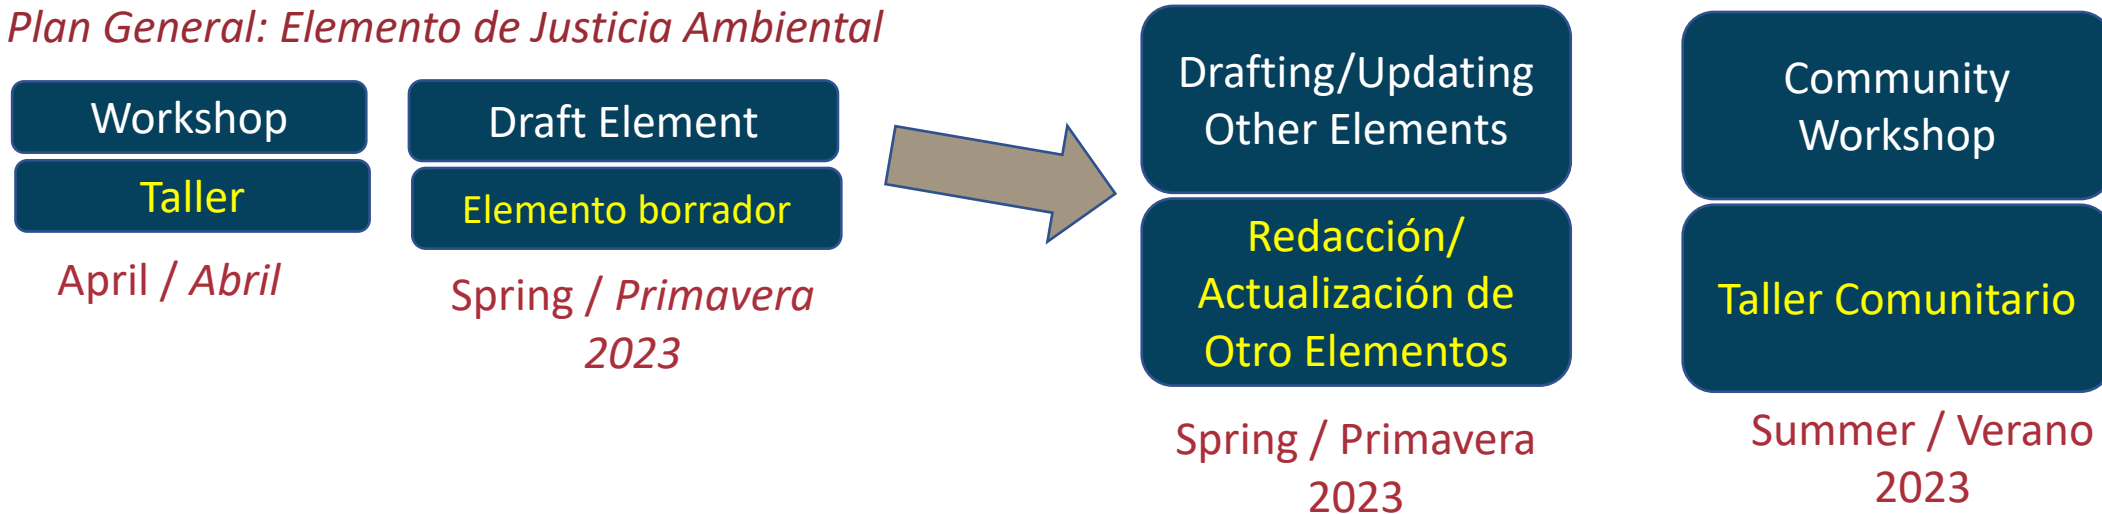 Plan General: Elemento de Justicia Ambiental
Workshop
Taller
April / Abril
Draft Element
Elemento borrador
Spring / Primavera
2023
Drafting/Updating
Other Elements
Redacción/
Actualización de
Otro Elementos
Spring / Primavera
2023
Community
Workshop
Taller Comunitario
Summer / Verano
2023